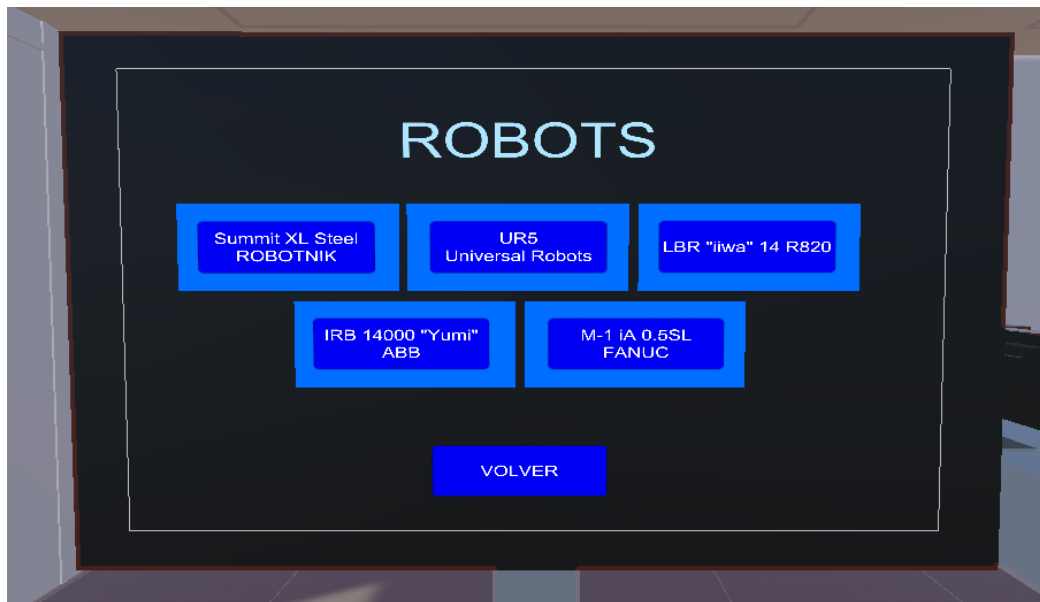 ROBOTS
Summit XL Steel
ROBOTNIK
UR5
Universal Robots
LBR "iiwa" 14 R820
IRB 14000 "Yumi"
ABB
M-1 iA 0.5SL
FANUC
VOLVER